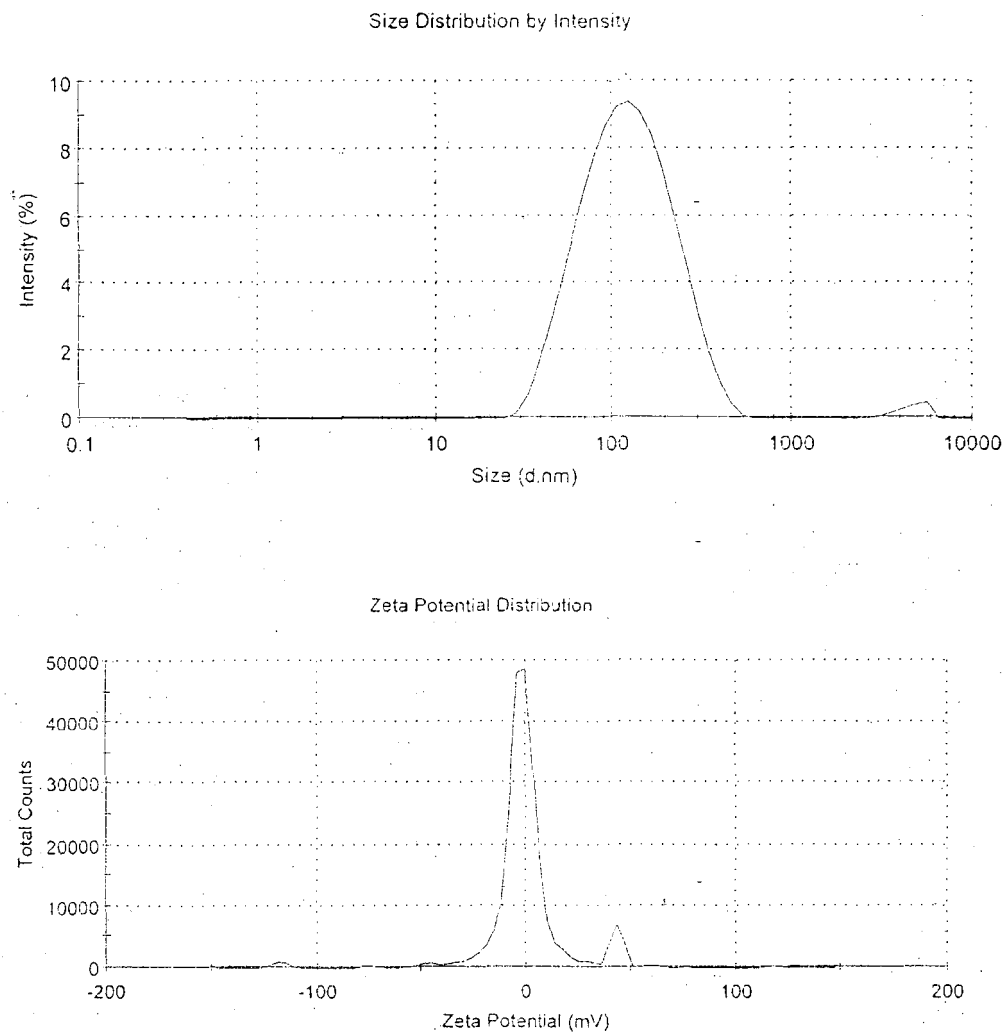 Size Distribution by Intensity
10
8
6
4
2
0
Intensity (%)
0.1 1 10 100 1000 10000
Size (d.nm)
Zeta Potential Distribution
50000
40000
30000
20000
10000
0
Total Counts
-200 -100 0 100 200
Zeta Potential (mV)